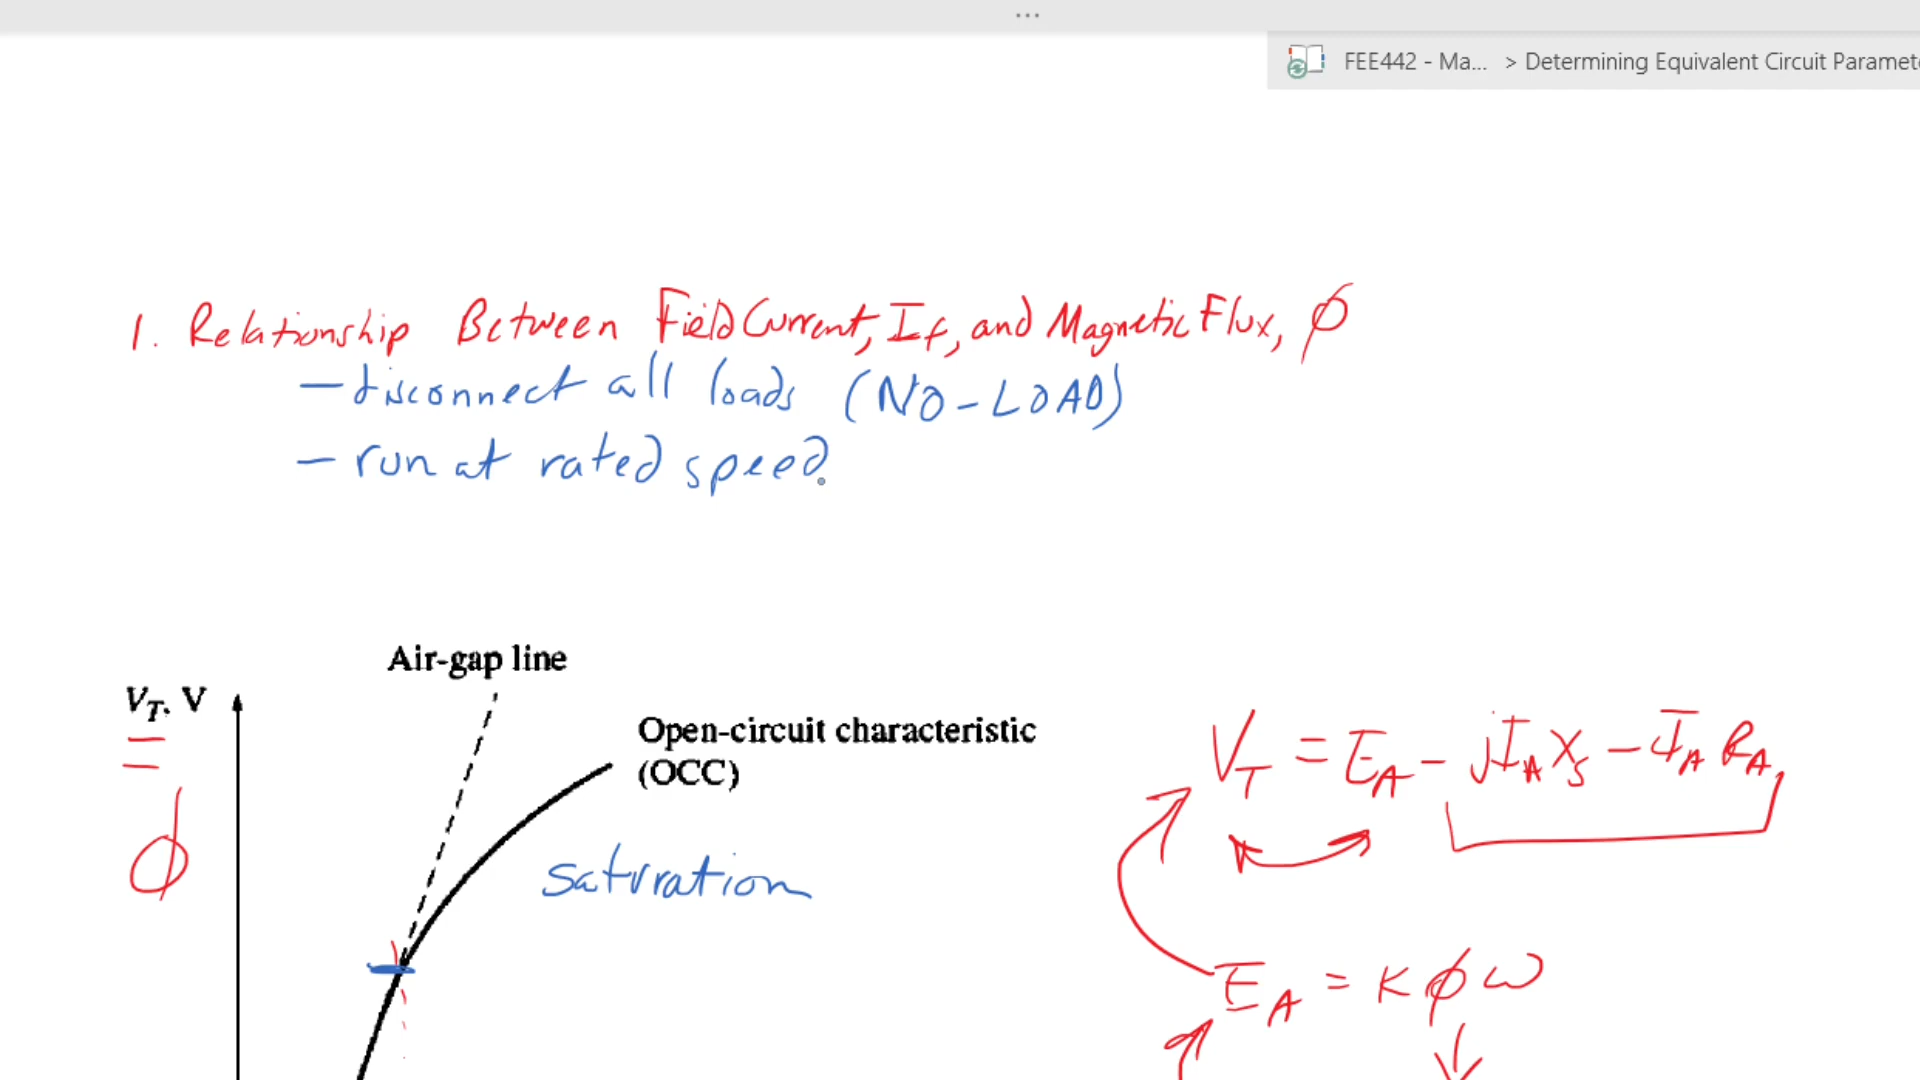 ...
FEE442 - Ma... > Determining Equivalent Circuit Paramet
1. Relationship Between Field Current, If, and Magnetic Flux, ϕ
– disconnect all loads (NO-LOAD)
– run at rated speed
Air-gap line
VT, V
Open-circuit characteristic
(OCC)
VT = EA - jIAXS - IARA
ϕ
saturation
EA = Kϕω